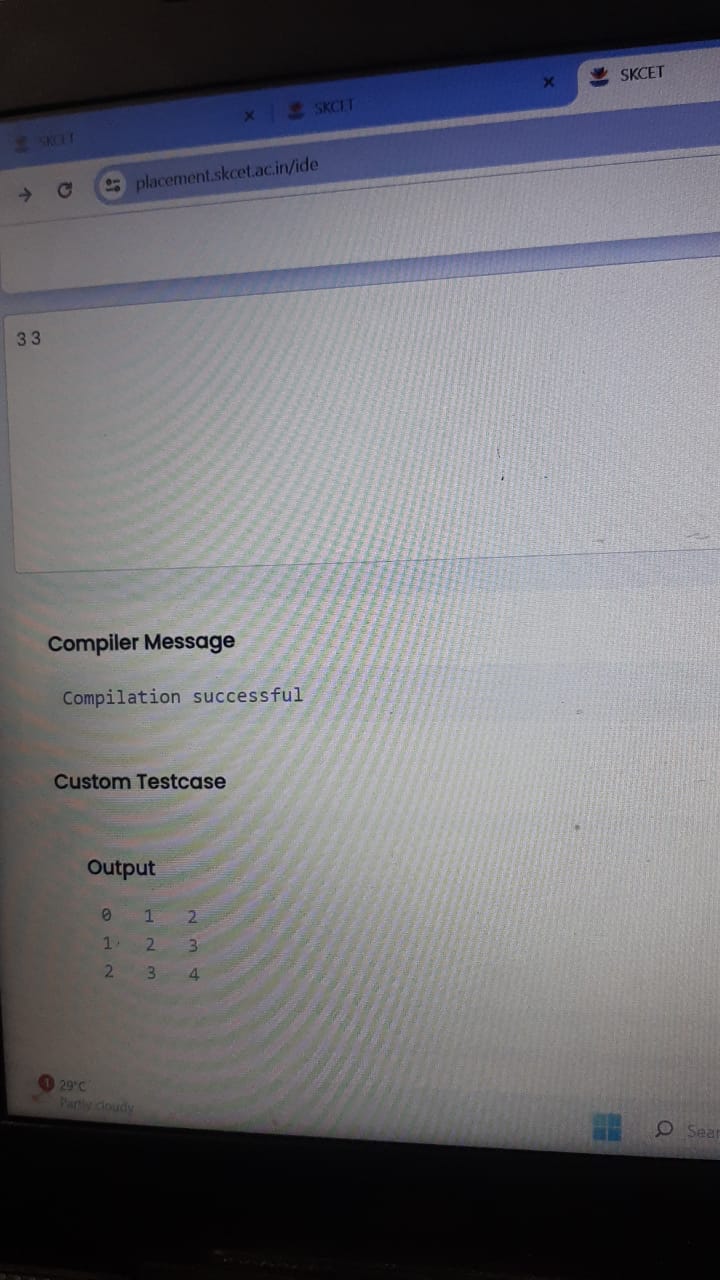 SKCET
SKCET
SKCET
placement.skcet.ac.in/ide
3 3
Compiler Message
Compilation successful
Custom Testcase
Output
0 1 2
1 2 3
2 3 4
1
29°C
Partly cloudy
Sear